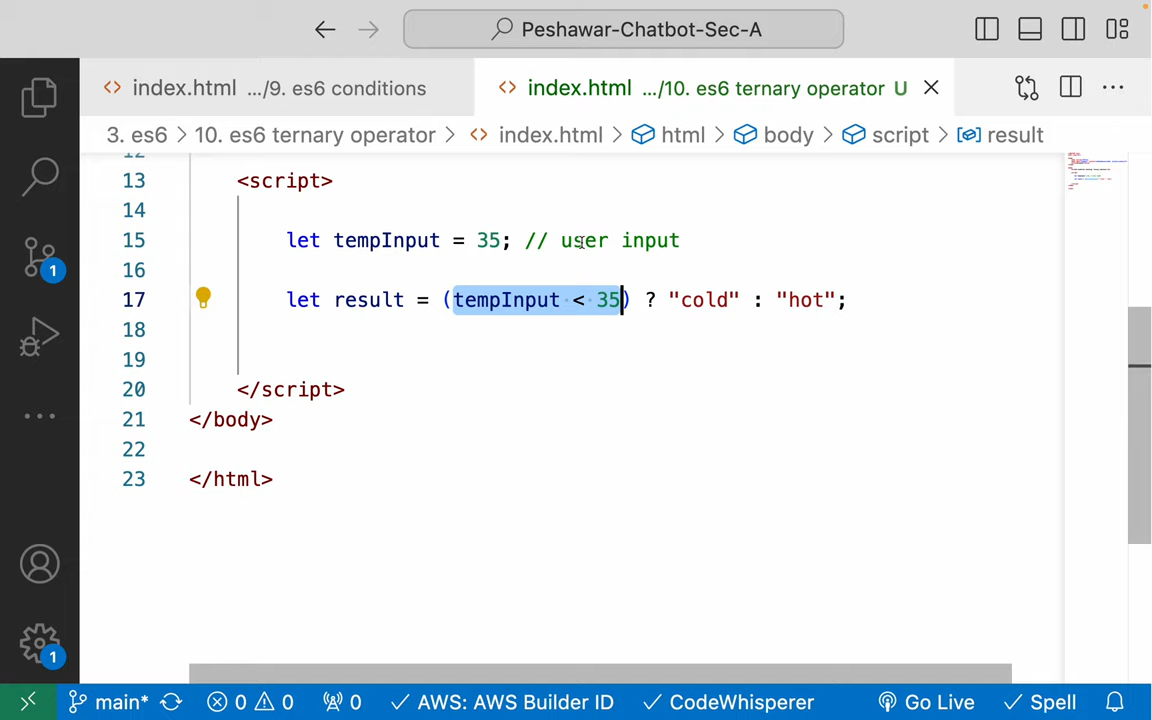 Peshawar-Chatbot-Sec-A
index.html .../9. es6 conditions
index.html .../10. es6 ternary operator U
3. es6 > 10. es6 ternary operator > index.html > html > body > script > result
13 <script>
14
15 let tempInput = 35; // user input
16
17 let result = (tempInput < 35) ? "cold" : "hot";
18
19
20 </script>
21 </body>
22
23 </html>
1
1
main* 0 0 0 AWS: AWS Builder ID CodeWhisperer Go Live Spell